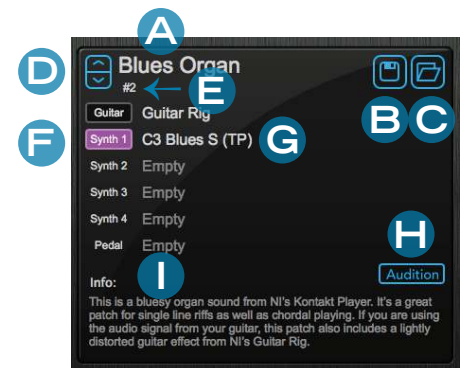 A
D
Blues Organ
#2
E
B
C
Guitar Guitar Rig
F
Synth 1 C3 Blues S (TP)
G
Synth 2 Empty
Synth 3 Empty
Synth 4 Empty
H
Pedal Empty
I
Audition
Info:
This is a bluesy organ sound from NI's Kontakt Player. It's a great
patch for single line riffs as well as chordal playing. If you are using
the audio signal from your guitar, this patch also includes a lightly
distorted guitar effect from NI's Guitar Rig.